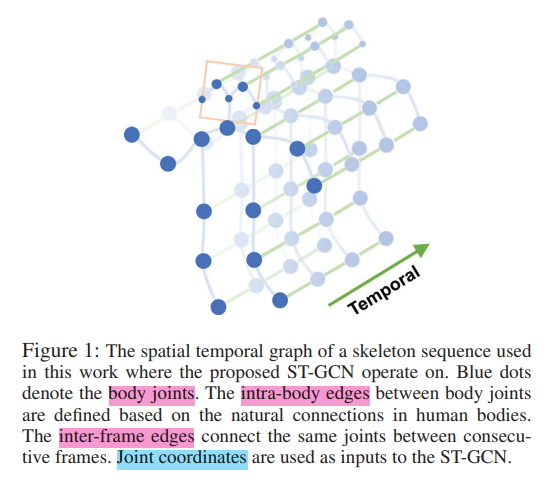 Temporal
Figure 1: The spatial temporal graph of a skeleton sequence used
in this work where the proposed ST-GCN operate on. Blue dots
denote the body joints. The intra-body edges between body joints
are defined based on the natural connections in human bodies.
The inter-frame edges connect the same joints between consecu-
tive frames. Joint coordinates are used as inputs to the ST-GCN.